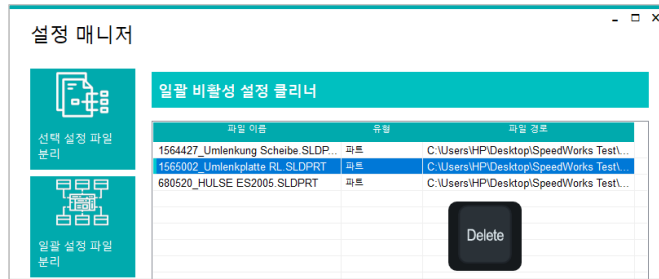 설정 매니저
선택 설정 파일
분리
일괄 설정 파일
분리
일괄 비활성 설정 클리너
파일 이름 유형 파일 경로
1564427_Umlenkung Scheibe.SLDP... 파트 C:\Users\HP\Desktop\SpeedWorks Test\...
1565002_Umlenkplatte RL.SLDPRT 파트 C:\Users\HP\Desktop\SpeedWorks Test\...
680520_HULSE ES2005.SLDPRT 파트 C:\Users\HP\Desktop\SpeedWorks Test\...
Delete